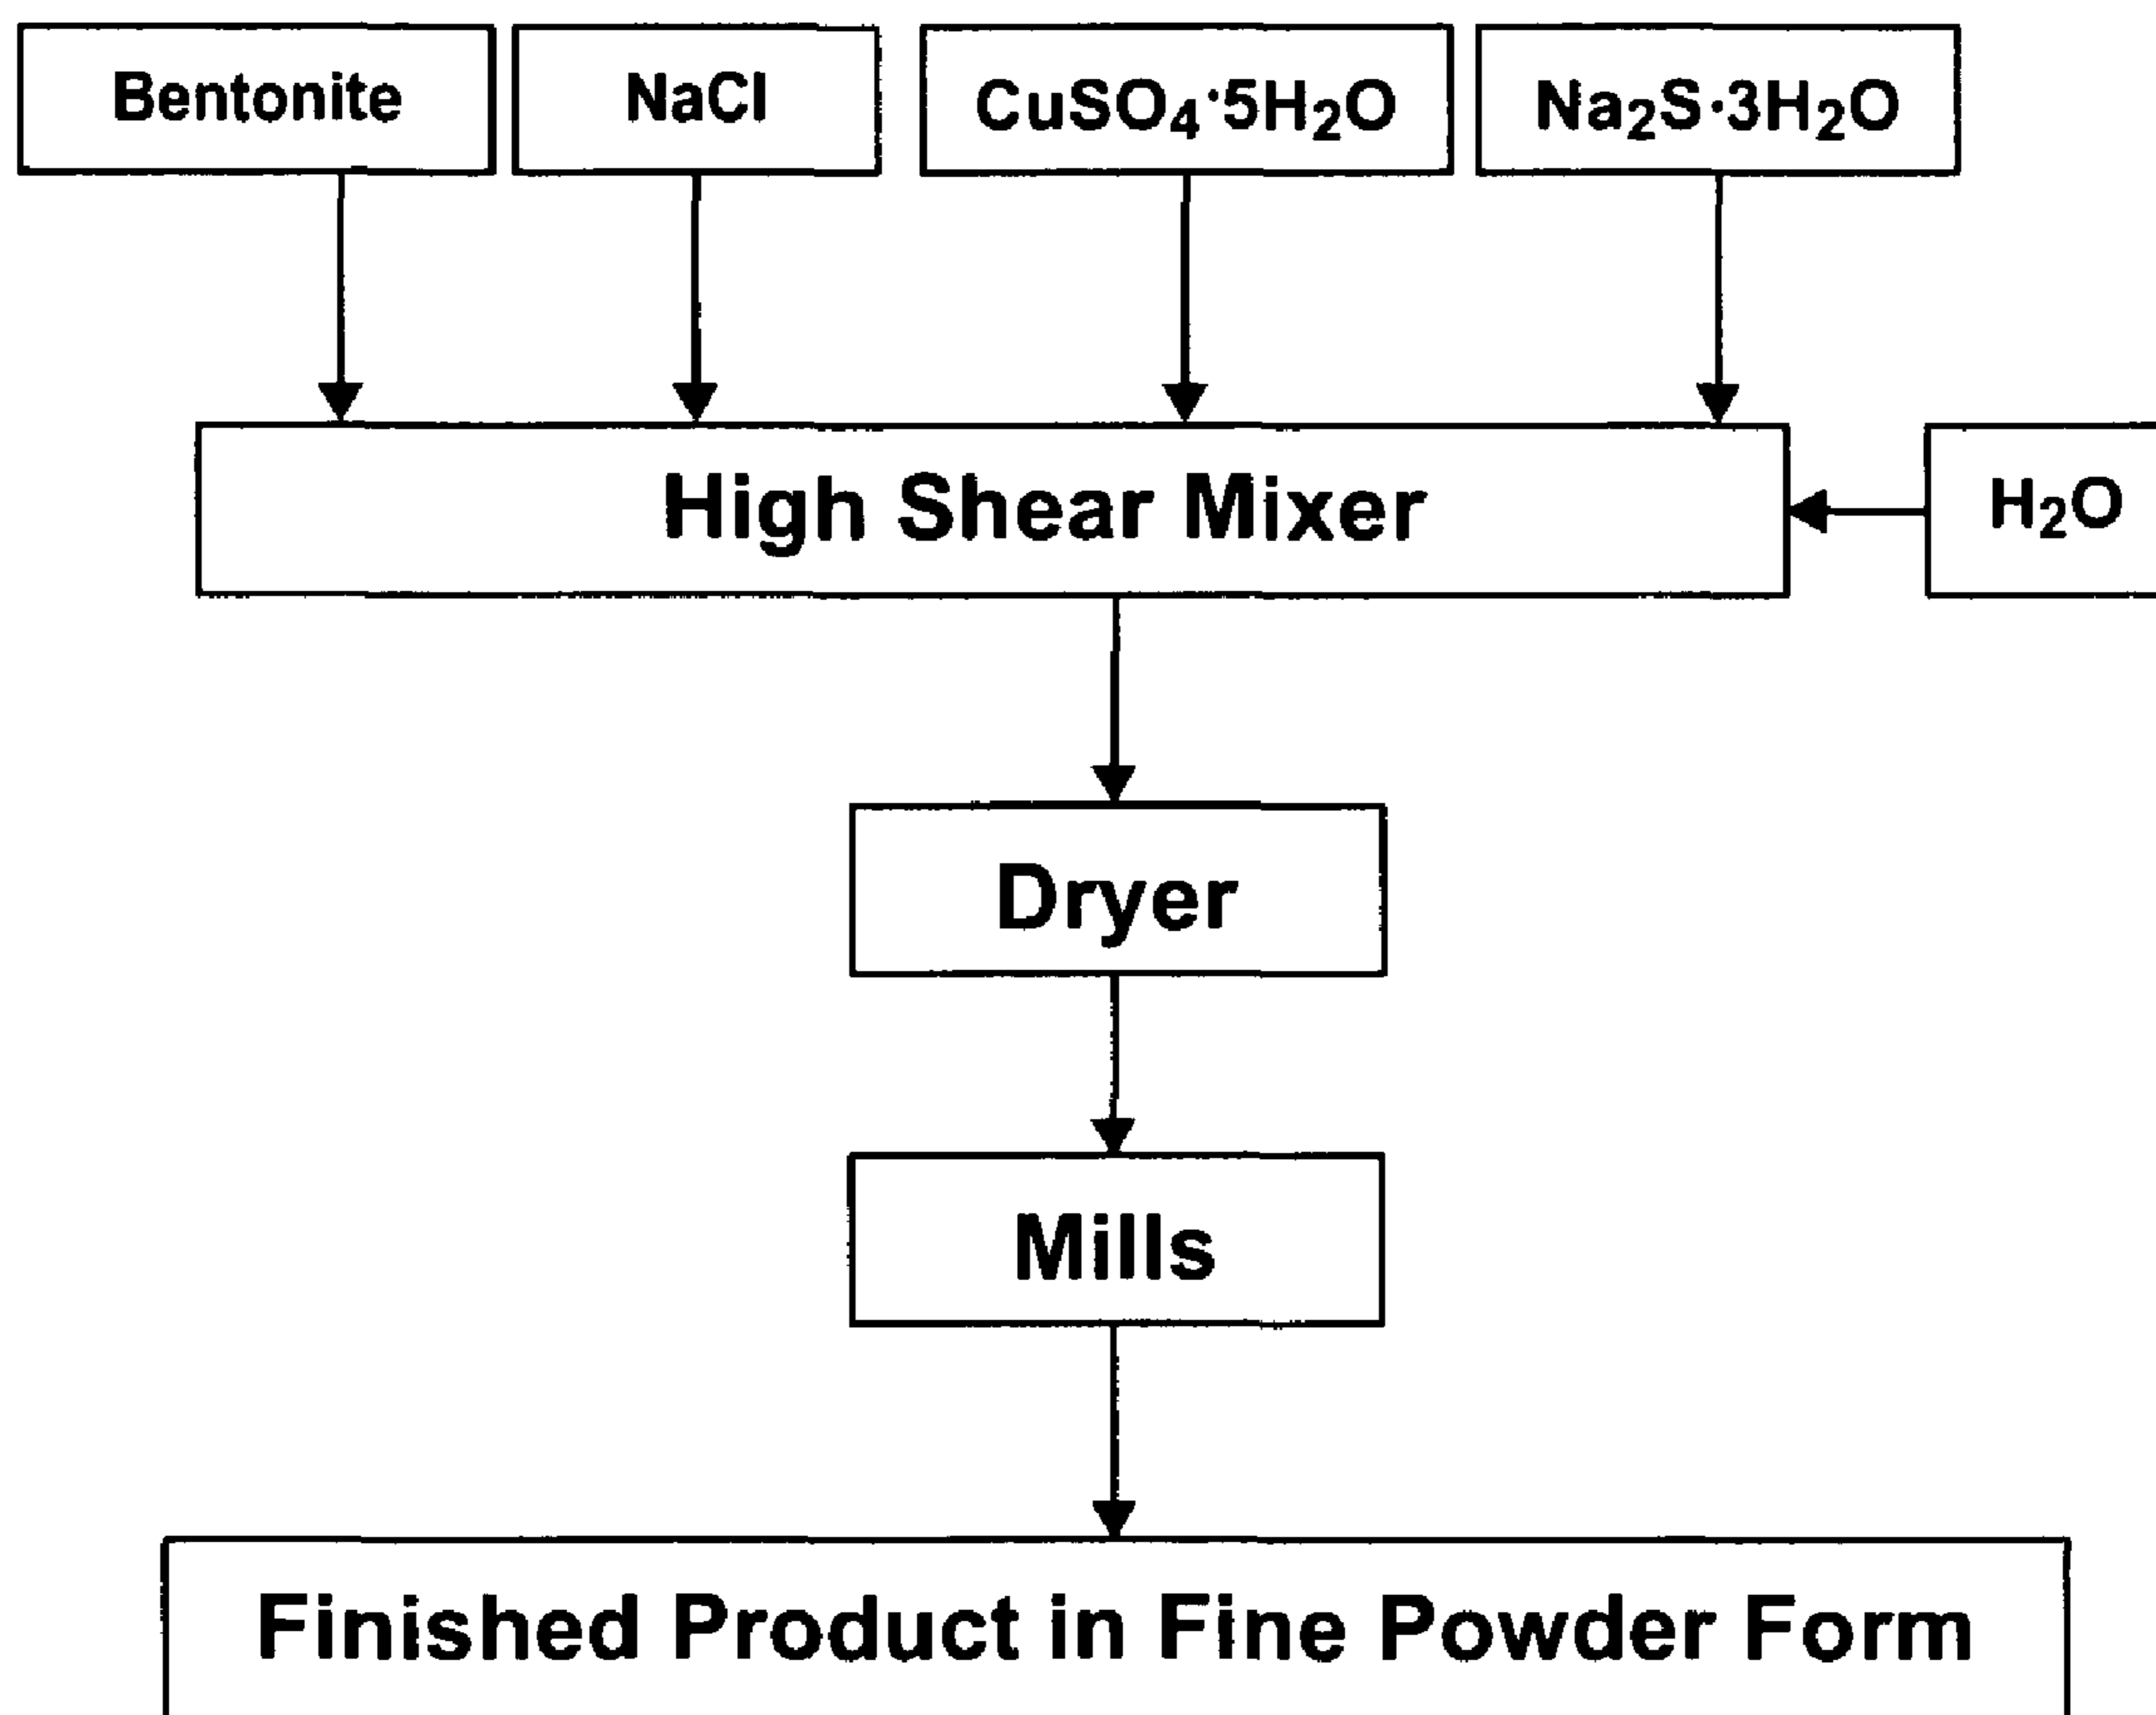 Bentonite
NaCl
CuSO₄·5H₂O
Na₂S·3H₂O
High Shear Mixer
H₂O
Dryer
Mills
Finished Product in Fine Powder Form